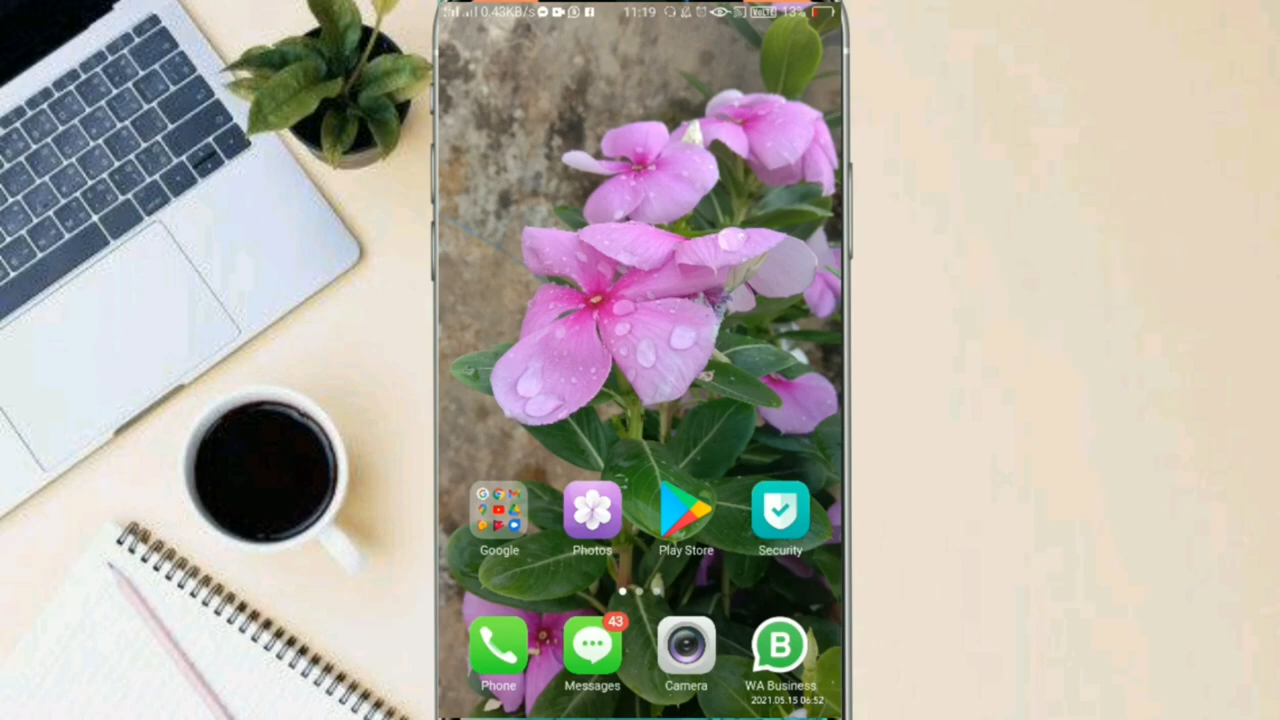 0.43KB/s 11:19 VoLTE 13%
Google Photos Play Store Security
43
Phone Messages Camera WA Business
2021.05.15 06:52